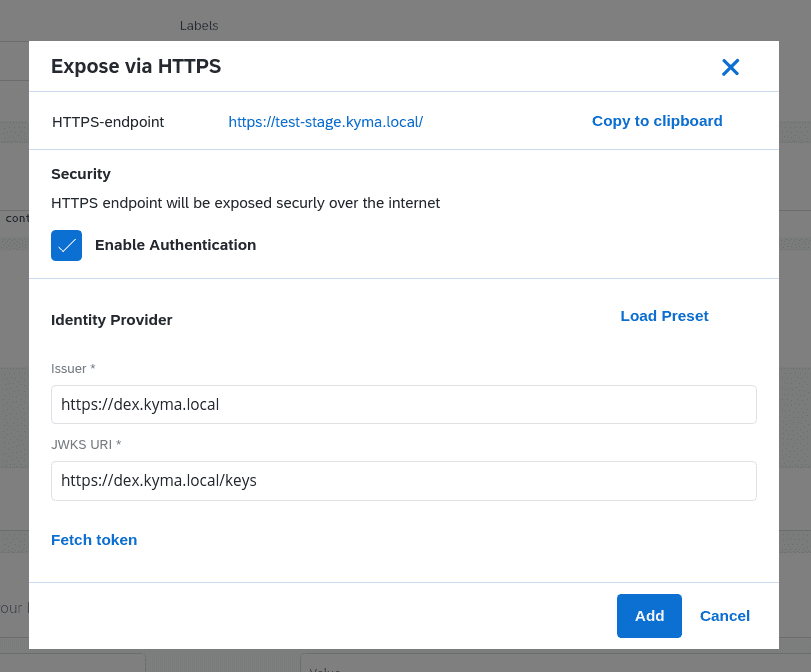 Labels
Expose via HTTPS
HTTPS-endpoint https://test-stage.kyma.local/ Copy to clipboard
Security
HTTPS endpoint will be exposed securly over the internet
cont
Enable Authentication
Identity Provider Load Preset
Issuer *
https://dex.kyma.local
JWKS URI *
https://dex.kyma.local/keys
Fetch token
your
Add Cancel